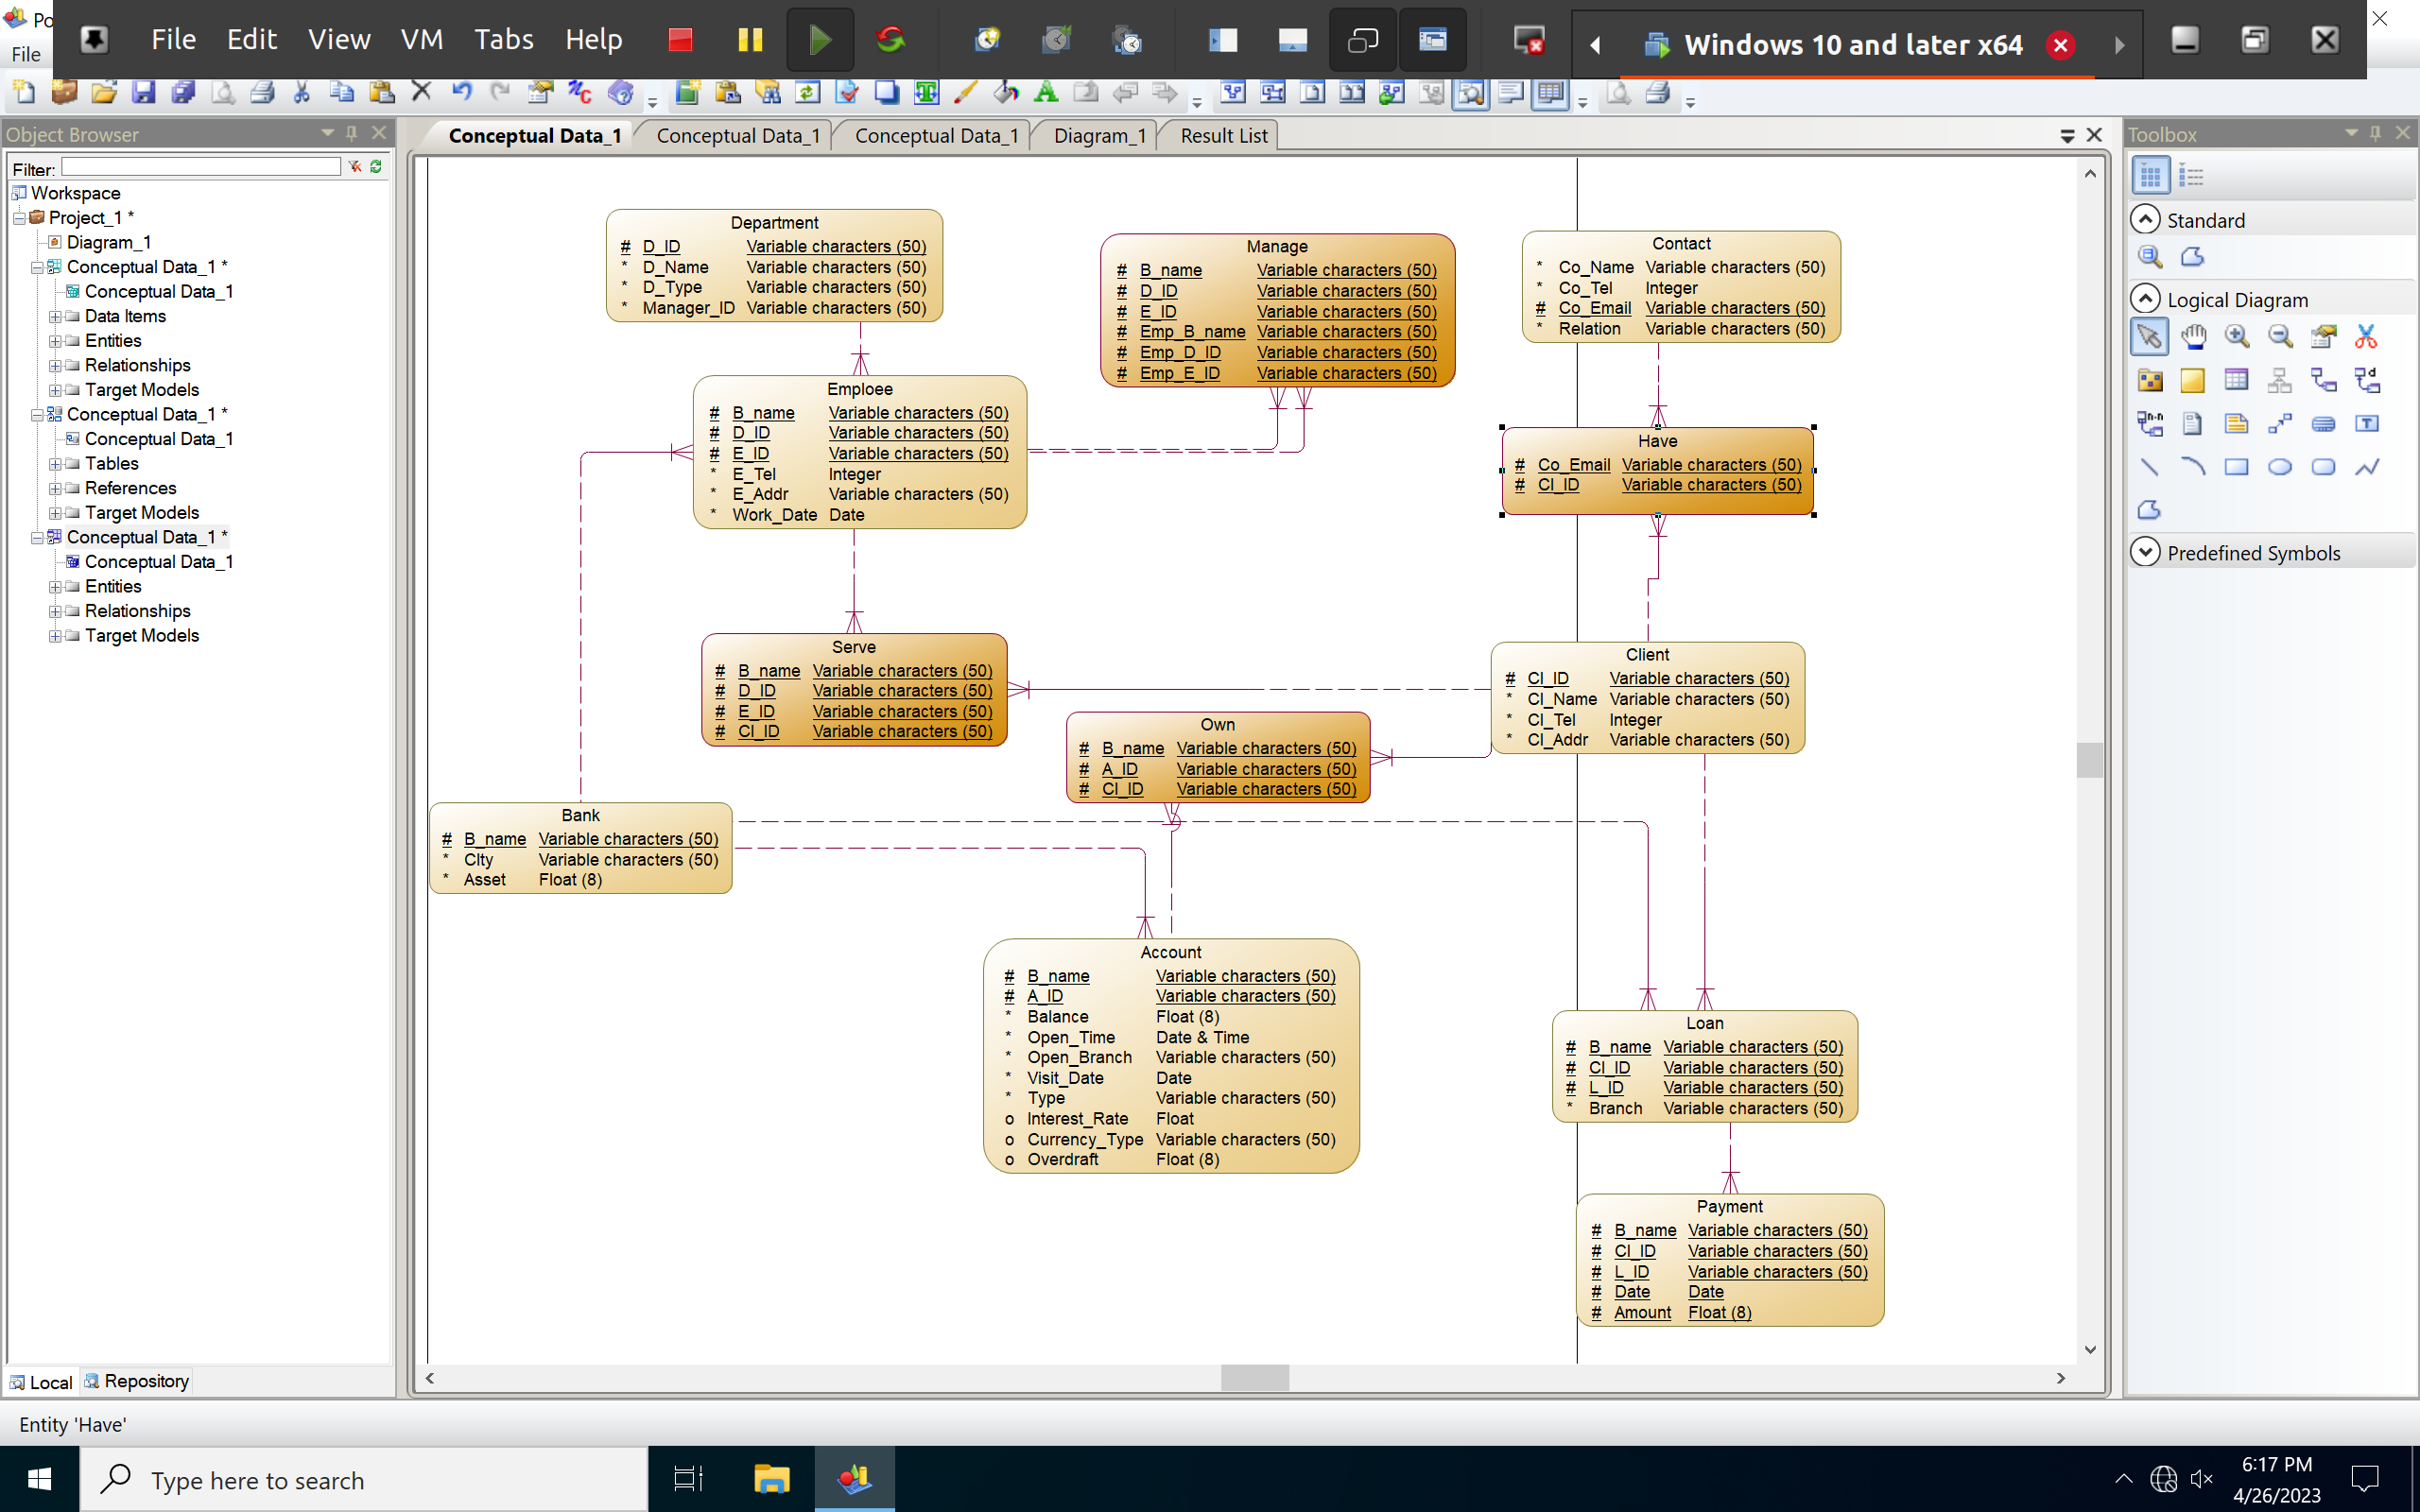 Po
File Edit View VM Tabs Help
Windows 10 and later x64
File
Object Browser
Filter:
Workspace
Project_1 *
Diagram_1
Conceptual Data_1 *
Conceptual Data_1
Data Items
Entities
Relationships
Target Models
Conceptual Data_1 *
Conceptual Data_1
Tables
References
Target Models
Conceptual Data_1 *
Conceptual Data_1
Entities
Relationships
Target Models
Local Repository
Conceptual Data_1 Conceptual Data_1 Conceptual Data_1 Diagram_1 Result List
Department
# D_ID Variable characters (50)
* D_Name Variable characters (50)
* D_Type Variable characters (50)
* Manager_ID Variable characters (50)
Manage
# B_name Variable characters (50)
# D_ID Variable characters (50)
# E_ID Variable characters (50)
# Emp_B_name Variable characters (50)
# Emp_D_ID Variable characters (50)
# Emp_E_ID Variable characters (50)
Contact
* Co_Name Variable characters (50)
* Co_Tel Integer
# Co_Email Variable characters (50)
* Relation Variable characters (50)
Emploee
# B_name Variable characters (50)
# D_ID Variable characters (50)
# E_ID Variable characters (50)
* E_Tel Integer
* E_Addr Variable characters (50)
* Work_Date Date
Have
# Co_Email Variable characters (50)
# Cl_ID Variable characters (50)
Serve
# B_name Variable characters (50)
# D_ID Variable characters (50)
# E_ID Variable characters (50)
# Cl_ID Variable characters (50)
Client
# Cl_ID Variable characters (50)
* Cl_Name Variable characters (50)
* Cl_Tel Integer
* Cl_Addr Variable characters (50)
Own
# B_name Variable characters (50)
# A_ID Variable characters (50)
# Cl_ID Variable characters (50)
Bank
# B_name Variable characters (50)
* CIty Variable characters (50)
* Asset Float (8)
Account
# B_name Variable characters (50)
# A_ID Variable characters (50)
* Balance Float (8)
* Open_Time Date & Time
* Open_Branch Variable characters (50)
* Visit_Date Date
* Type Variable characters (50)
o Interest_Rate Float
o Currency_Type Variable characters (50)
o Overdraft Float (8)
Loan
# B_name Variable characters (50)
# Cl_ID Variable characters (50)
# L_ID Variable characters (50)
* Branch Variable characters (50)
Payment
# B_name Variable characters (50)
# Cl_ID Variable characters (50)
# L_ID Variable characters (50)
# Date Date
# Amount Float (8)
Toolbox
Standard
Logical Diagram
Predefined Symbols
Entity 'Have'
Type here to search
6:17 PM
4/26/2023